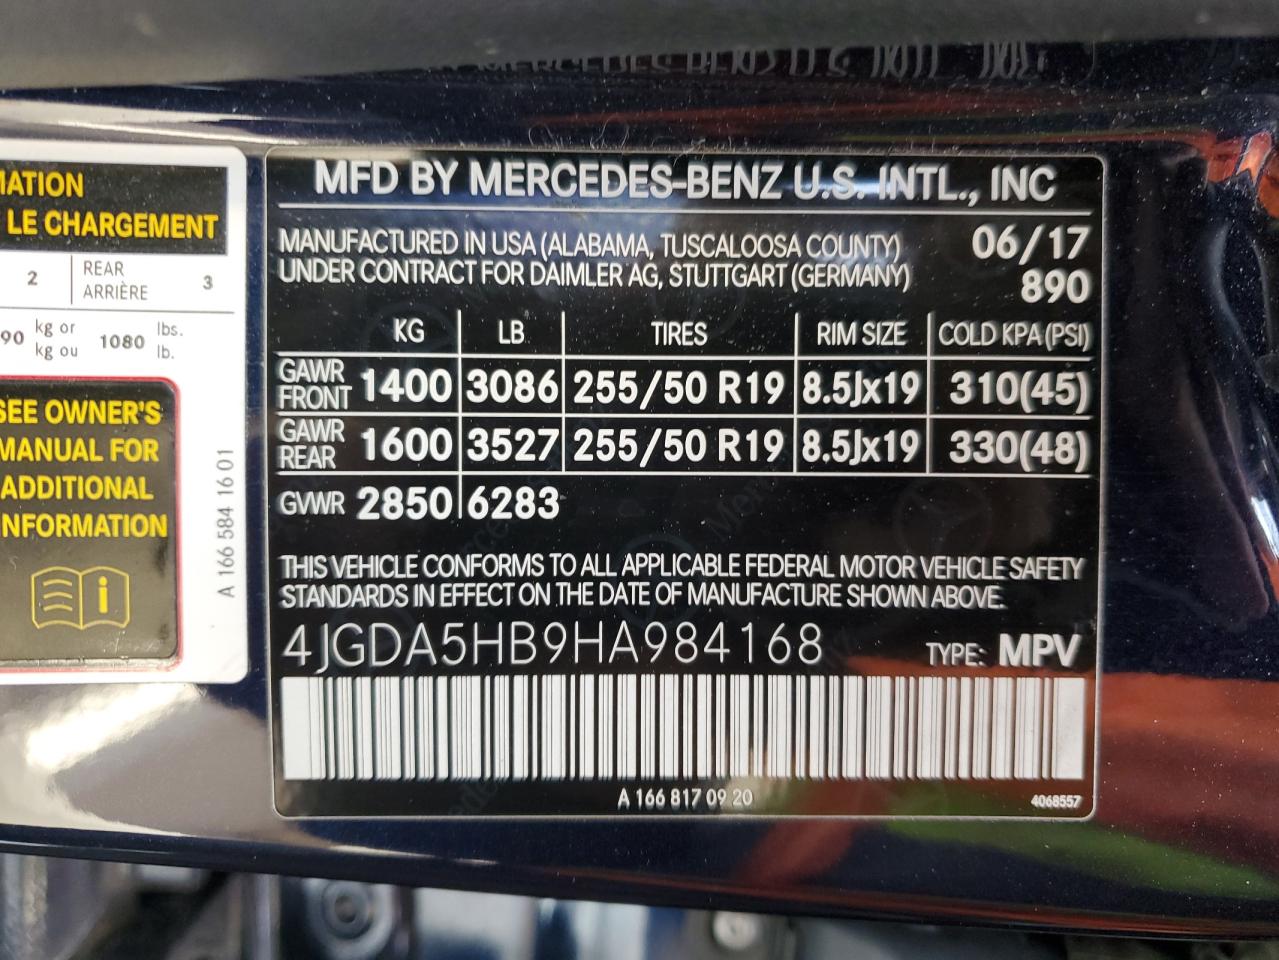 MATION
LE CHARGEMENT
2 REAR ARRIÈRE 3
90 kg or kg ou 1080 lbs. lb.
SEE OWNER'S
MANUAL FOR
ADDITIONAL
INFORMATION
A 166 584 16 01
MFD BY MERCEDES-BENZ U.S. INTL., INC
MANUFACTURED IN USA (ALABAMA, TUSCALOOSA COUNTY) 06/17
UNDER CONTRACT FOR DAIMLER AG, STUTTGART (GERMANY) 890
KG LB TIRES RIM SIZE COLD KPA (PSI)
GAWR FRONT 1400 3086 255/50 R19 8.5Jx19 310(45)
GAWR REAR 1600 3527 255/50 R19 8.5Jx19 330(48)
GVWR 2850 6283
THIS VEHICLE CONFORMS TO ALL APPLICABLE FEDERAL MOTOR VEHICLE SAFETY
STANDARDS IN EFFECT ON THE DATE OF MANUFACTURE SHOWN ABOVE.
4JGDA5HB9HA984168 TYPE: MPV
A 166 817 09 20 4068557